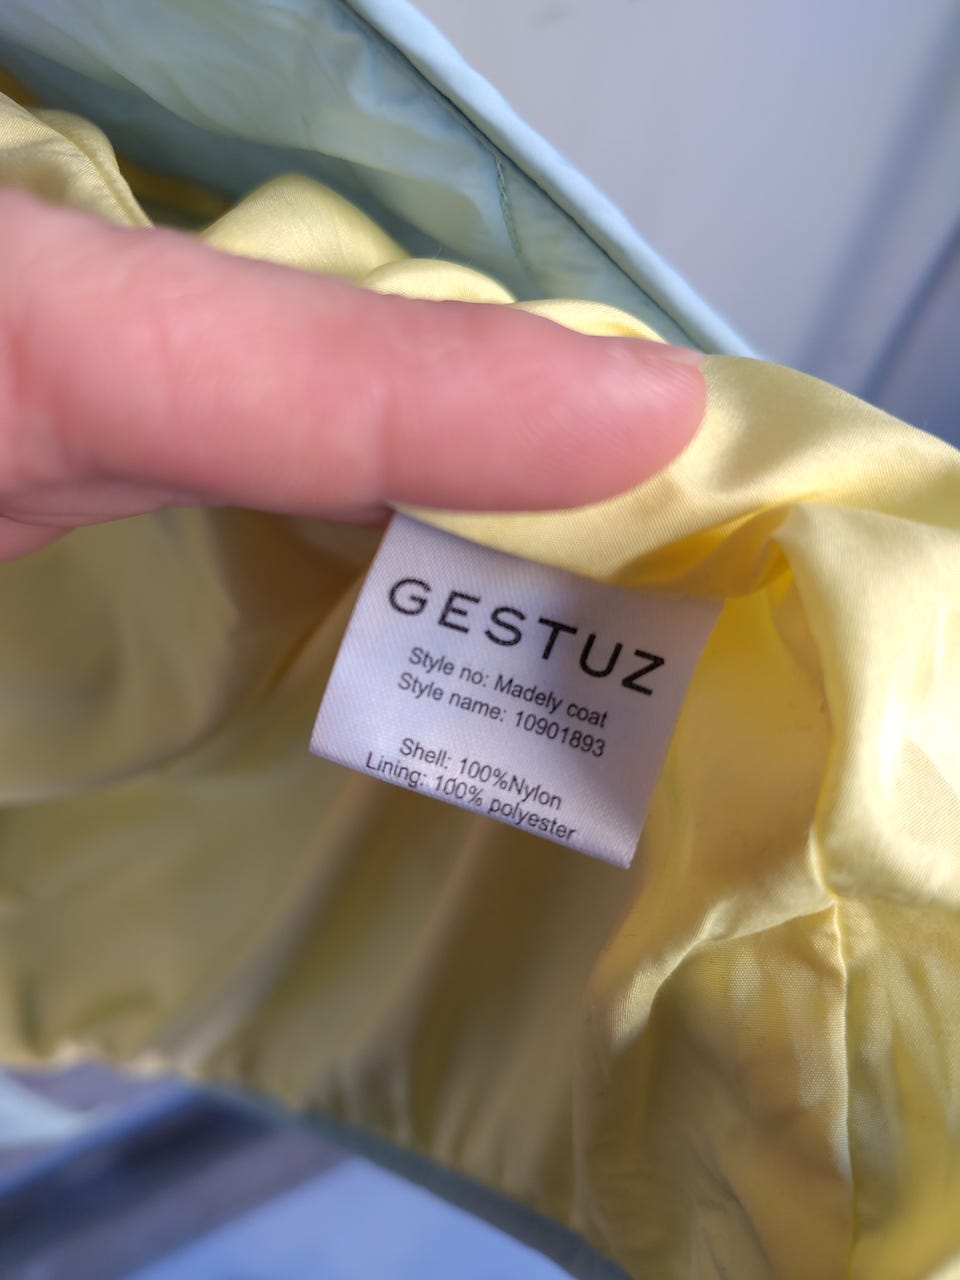 GESTUZ
Style no: Madely coat
Style name: 10901893
Shell: 100%Nylon
Lining: 100% polyester